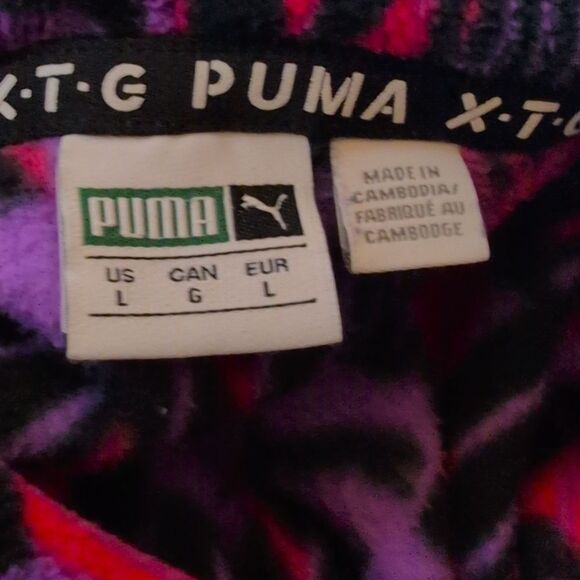 X·T·G PUMA X·T·G
PUMA
US CAN EUR
L G L
MADE IN
CAMBODIA/
FABRIQUÉ AU
CAMBODGE